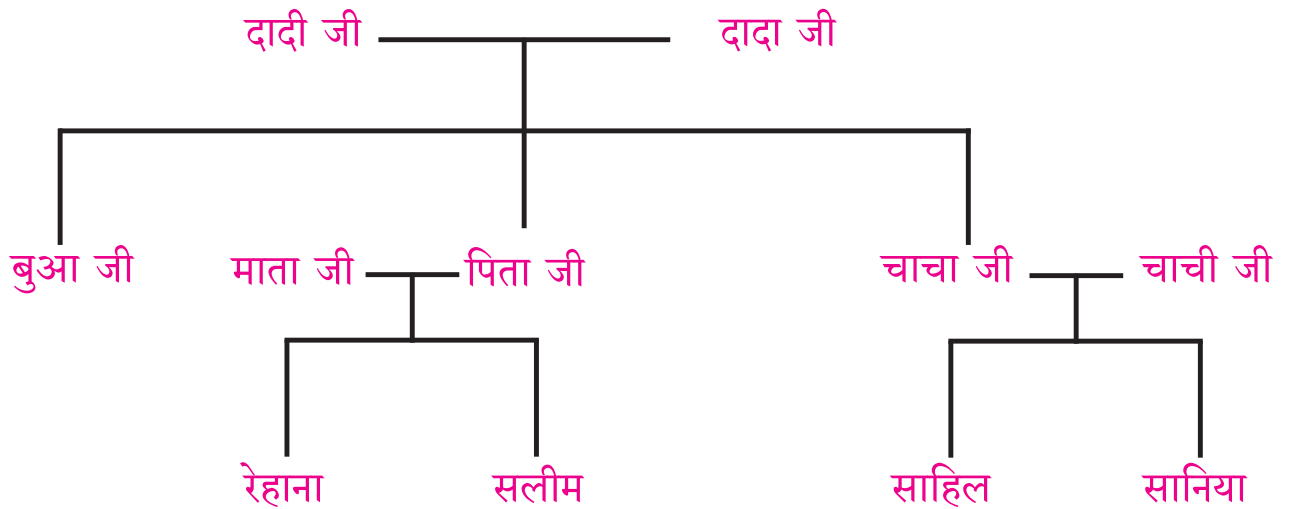 दादी जी दादा जी
बुआ जी माता जी पिता जी चाचा जी चाची जी
रेहाना सलीम साहिल सानिया